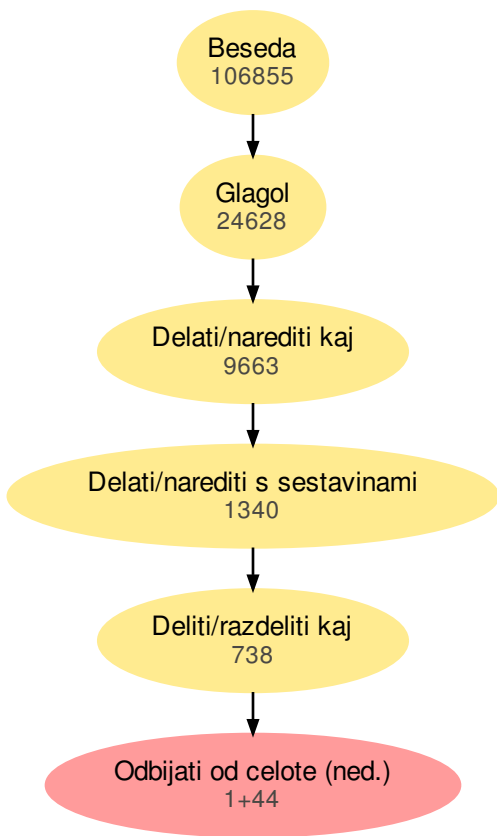 Beseda
106855
Glagol
24628
Delati/narediti kaj
9663
Delati/narediti s sestavinami
1340
Deliti/razdeliti kaj
738
Odbijati od celote (ned.)
1+44